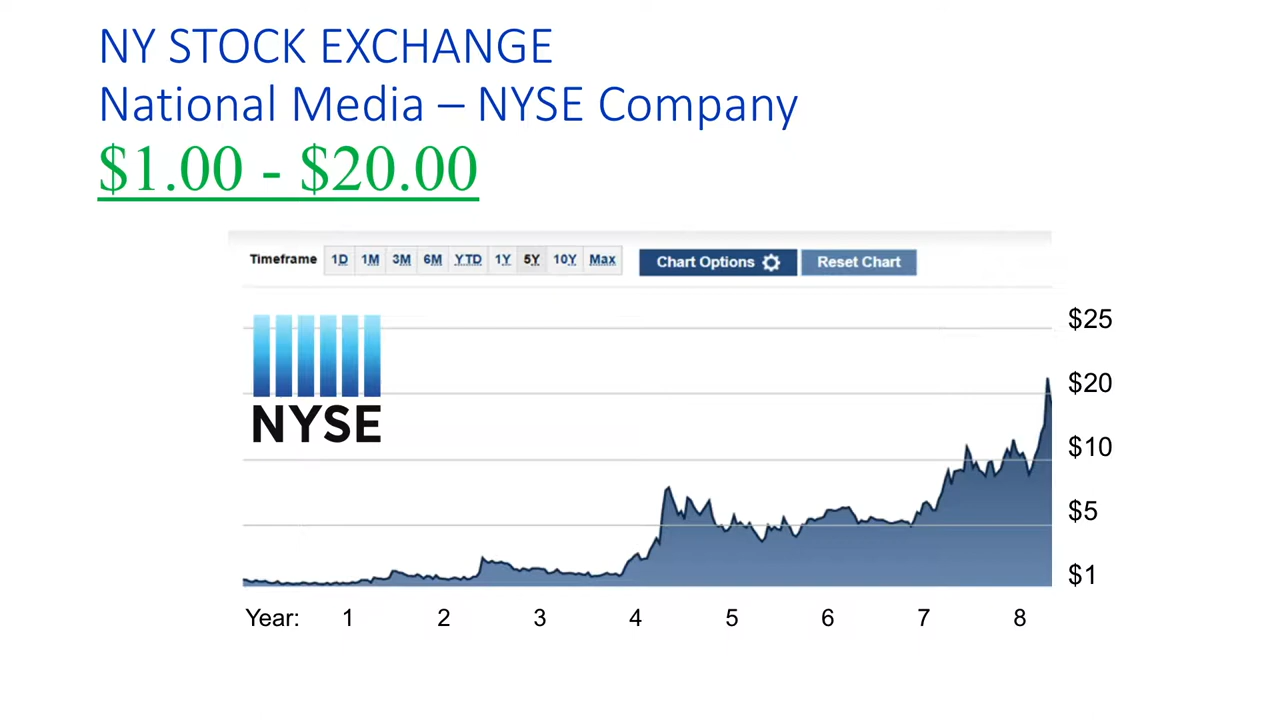 NY STOCK EXCHANGE
National Media – NYSE Company
$1.00 - $20.00
Timeframe 1D 1M 3M 6M YTD 1Y 5Y 10Y Max Chart Options Reset Chart
NYSE
$25
$20
$10
$5
$1
Year: 1 2 3 4 5 6 7 8